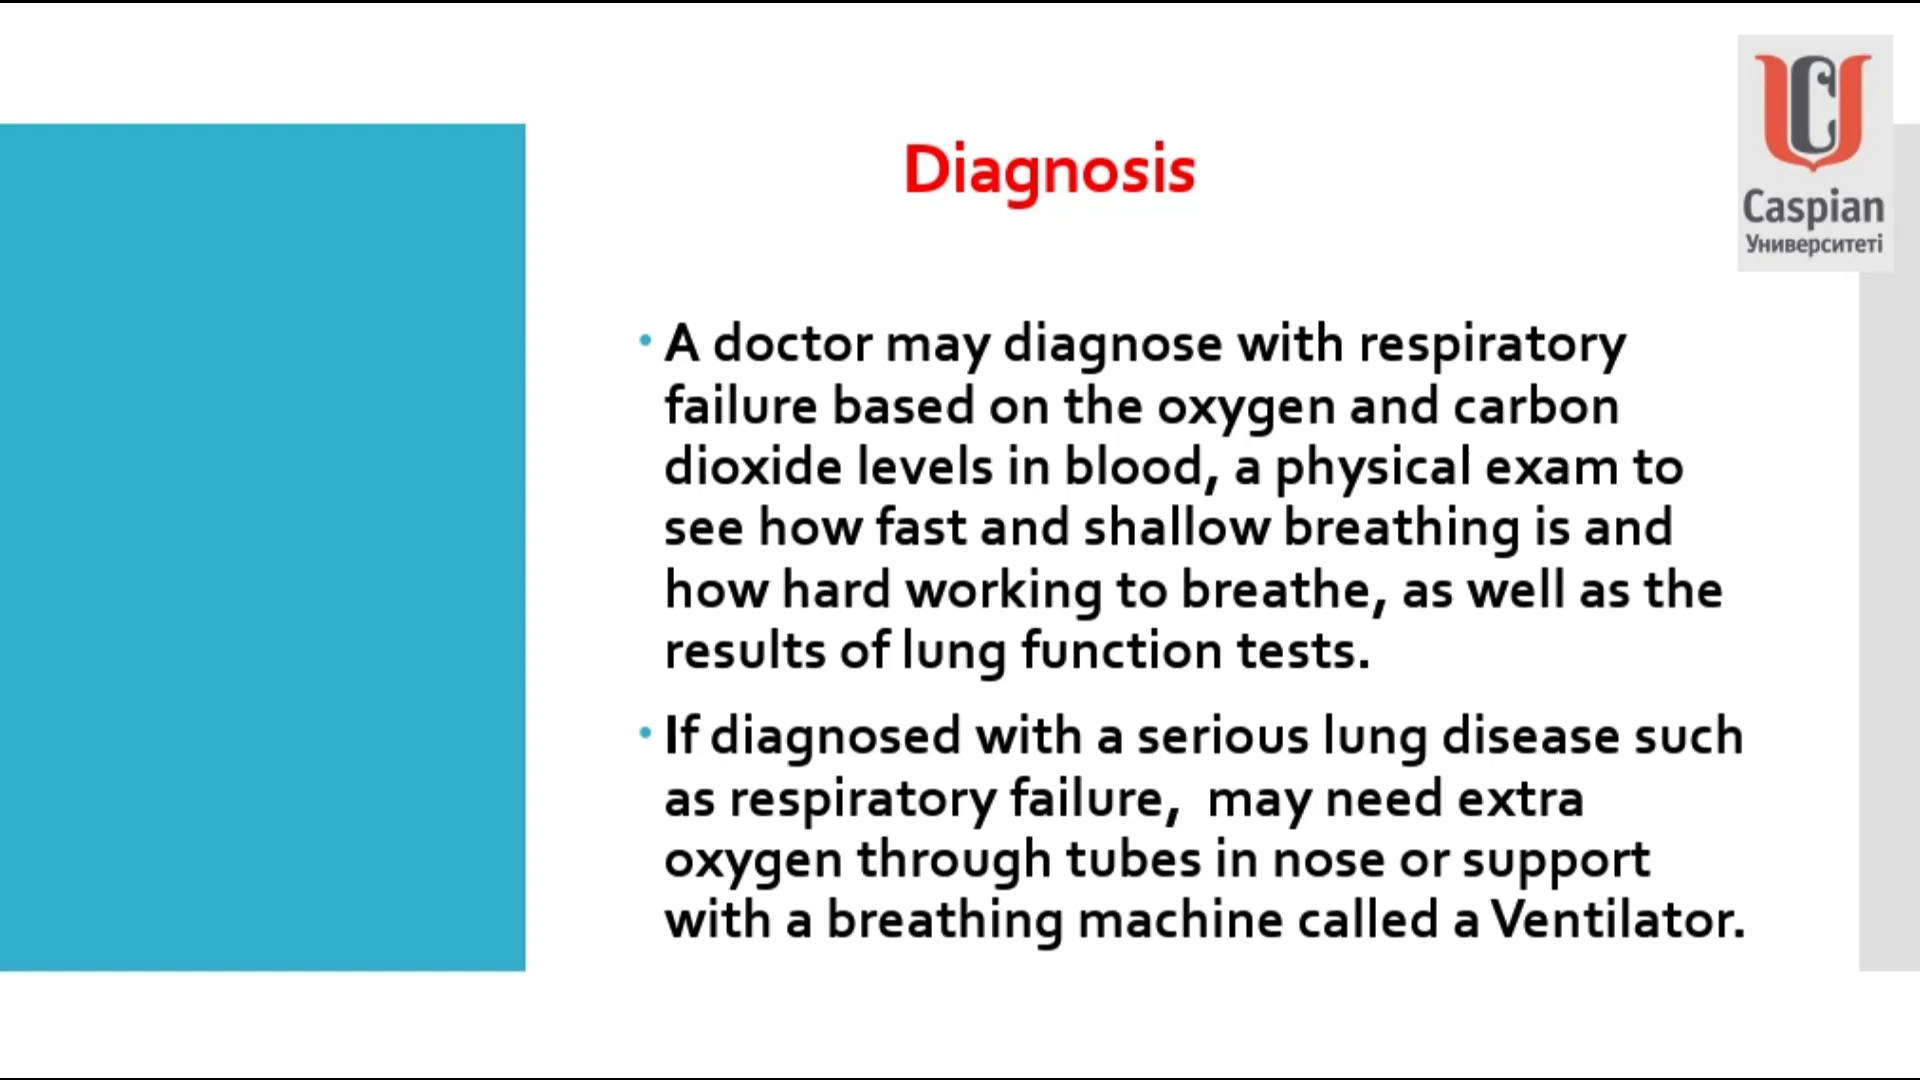 Diagnosis
Caspian
Университеті
• A doctor may diagnose with respiratory
failure based on the oxygen and carbon
dioxide levels in blood, a physical exam to
see how fast and shallow breathing is and
how hard working to breathe, as well as the
results of lung function tests.
• If diagnosed with a serious lung disease such
as respiratory failure,  may need extra
oxygen through tubes in nose or support
with a breathing machine called a Ventilator.